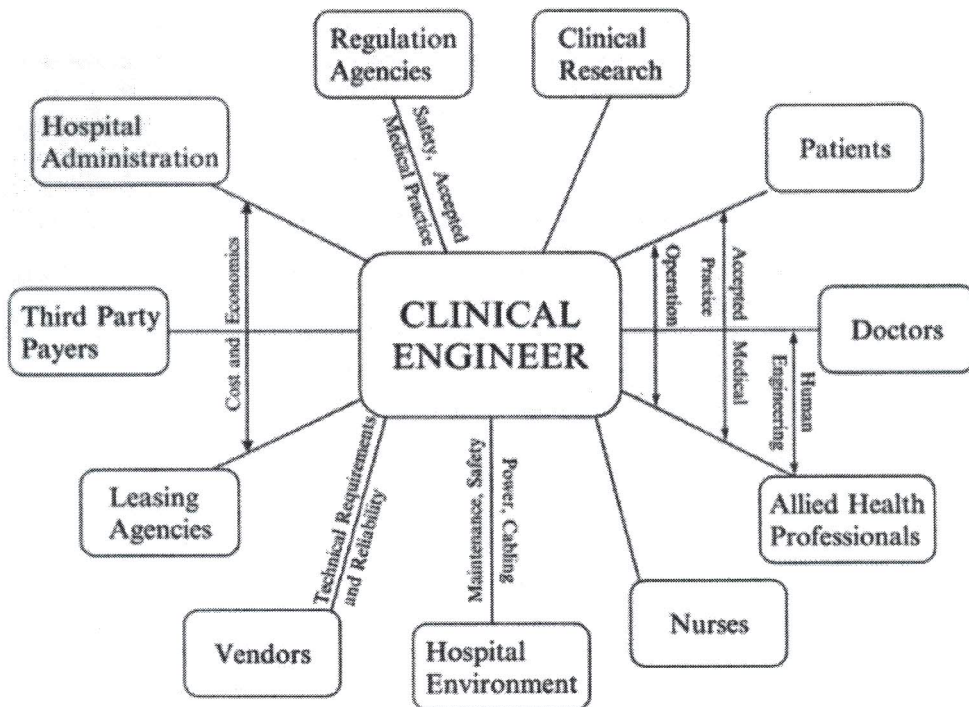 Regulation
Agencies
Clinical
Research
Hospital
Administration
Patients
Safety, Accepted
Medical Practice
Third Party
Payers
Cost and Economics
CLINICAL
ENGINEER
Operation
Accepted Medical
Practice
Doctors
Human
Engineering
Leasing
Agencies
Technical Requirements
and Reliability
Power, Cabling
Maintenance, Safety
Allied Health
Professionals
Vendors
Hospital
Environment
Nurses